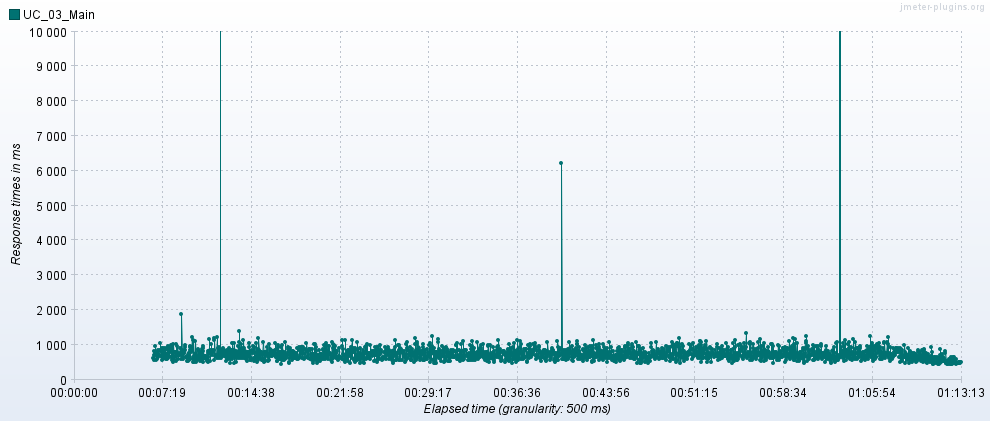 UC_03_Main
jmeter-plugins.org
10 000
9 000
8 000
7 000
6 000
5 000
4 000
3 000
2 000
1 000
0
Response times in ms
00:00:00 00:07:19 00:14:38 00:21:58 00:29:17 00:36:36 00:43:56 00:51:15 00:58:34 01:05:54 01:13:13
Elapsed time (granularity: 500 ms)